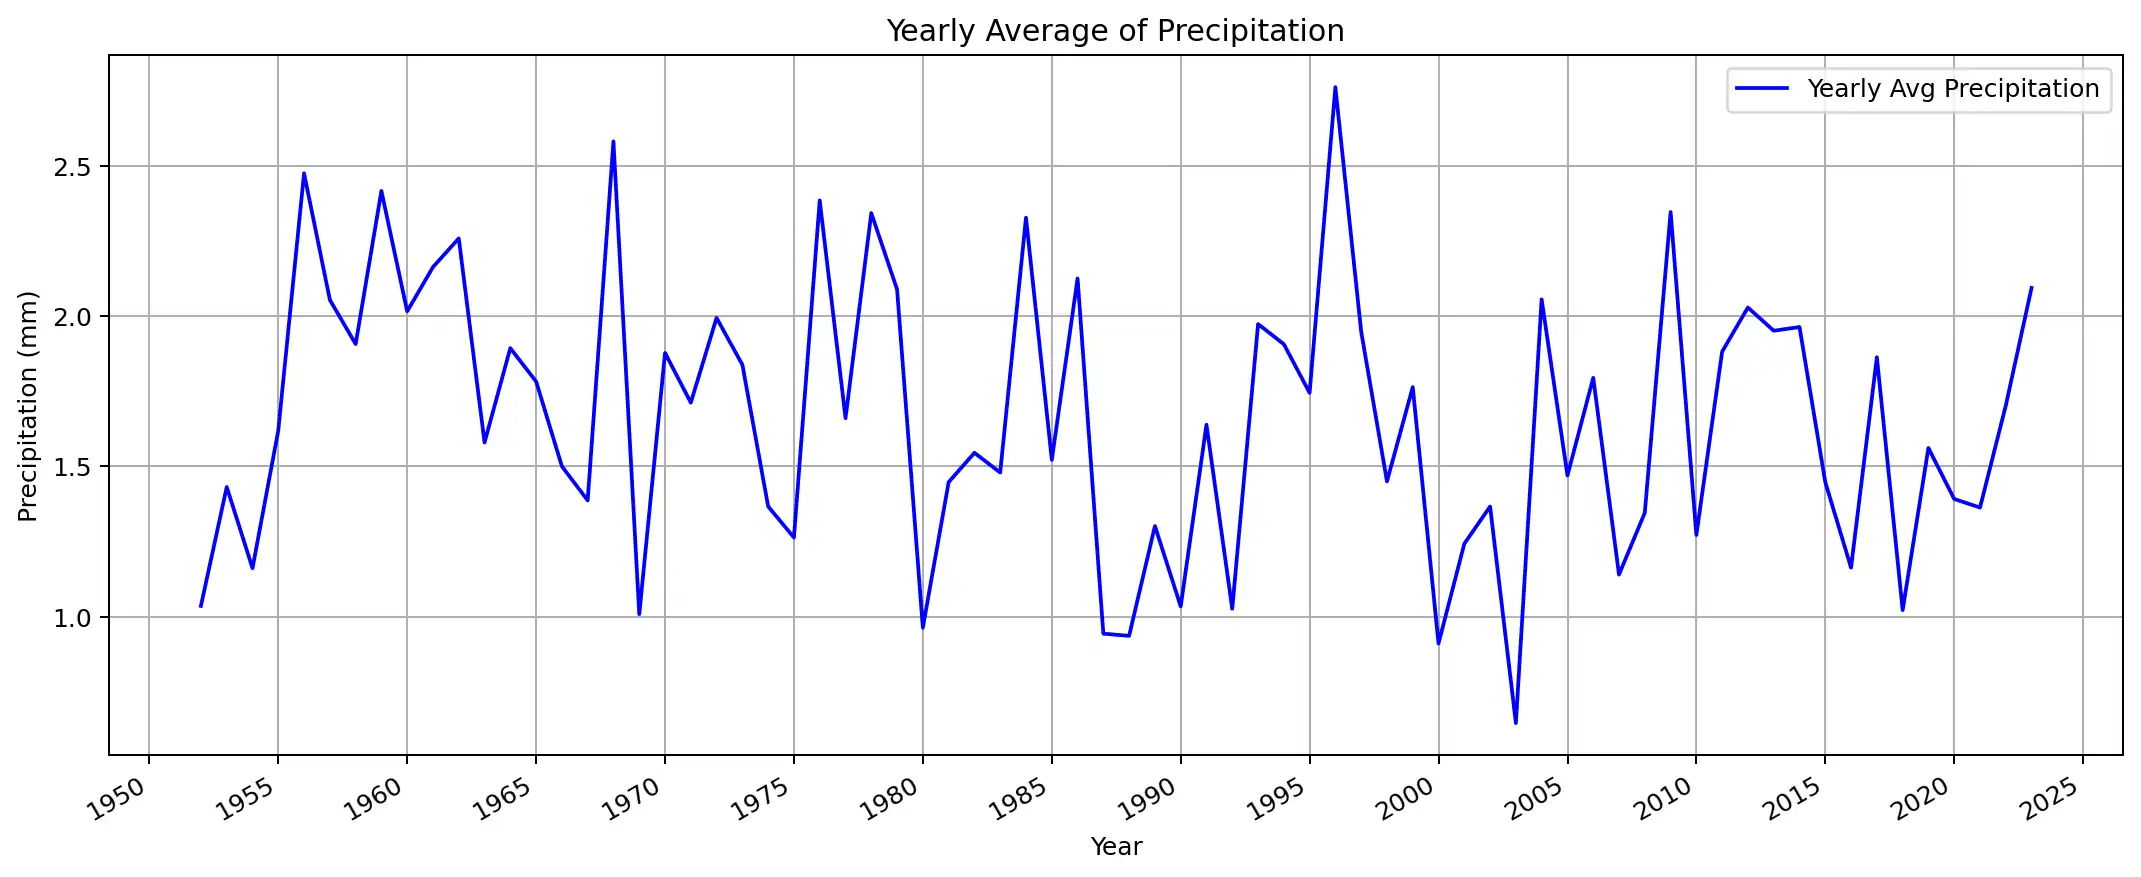 Yearly Average of Precipitation
Yearly Avg Precipitation
Precipitation (mm)
2.5
2.0
1.5
1.0
1950 1955 1960 1965 1970 1975 1980 1985 1990 1995 2000 2005 2010 2015 2020 2025
Year